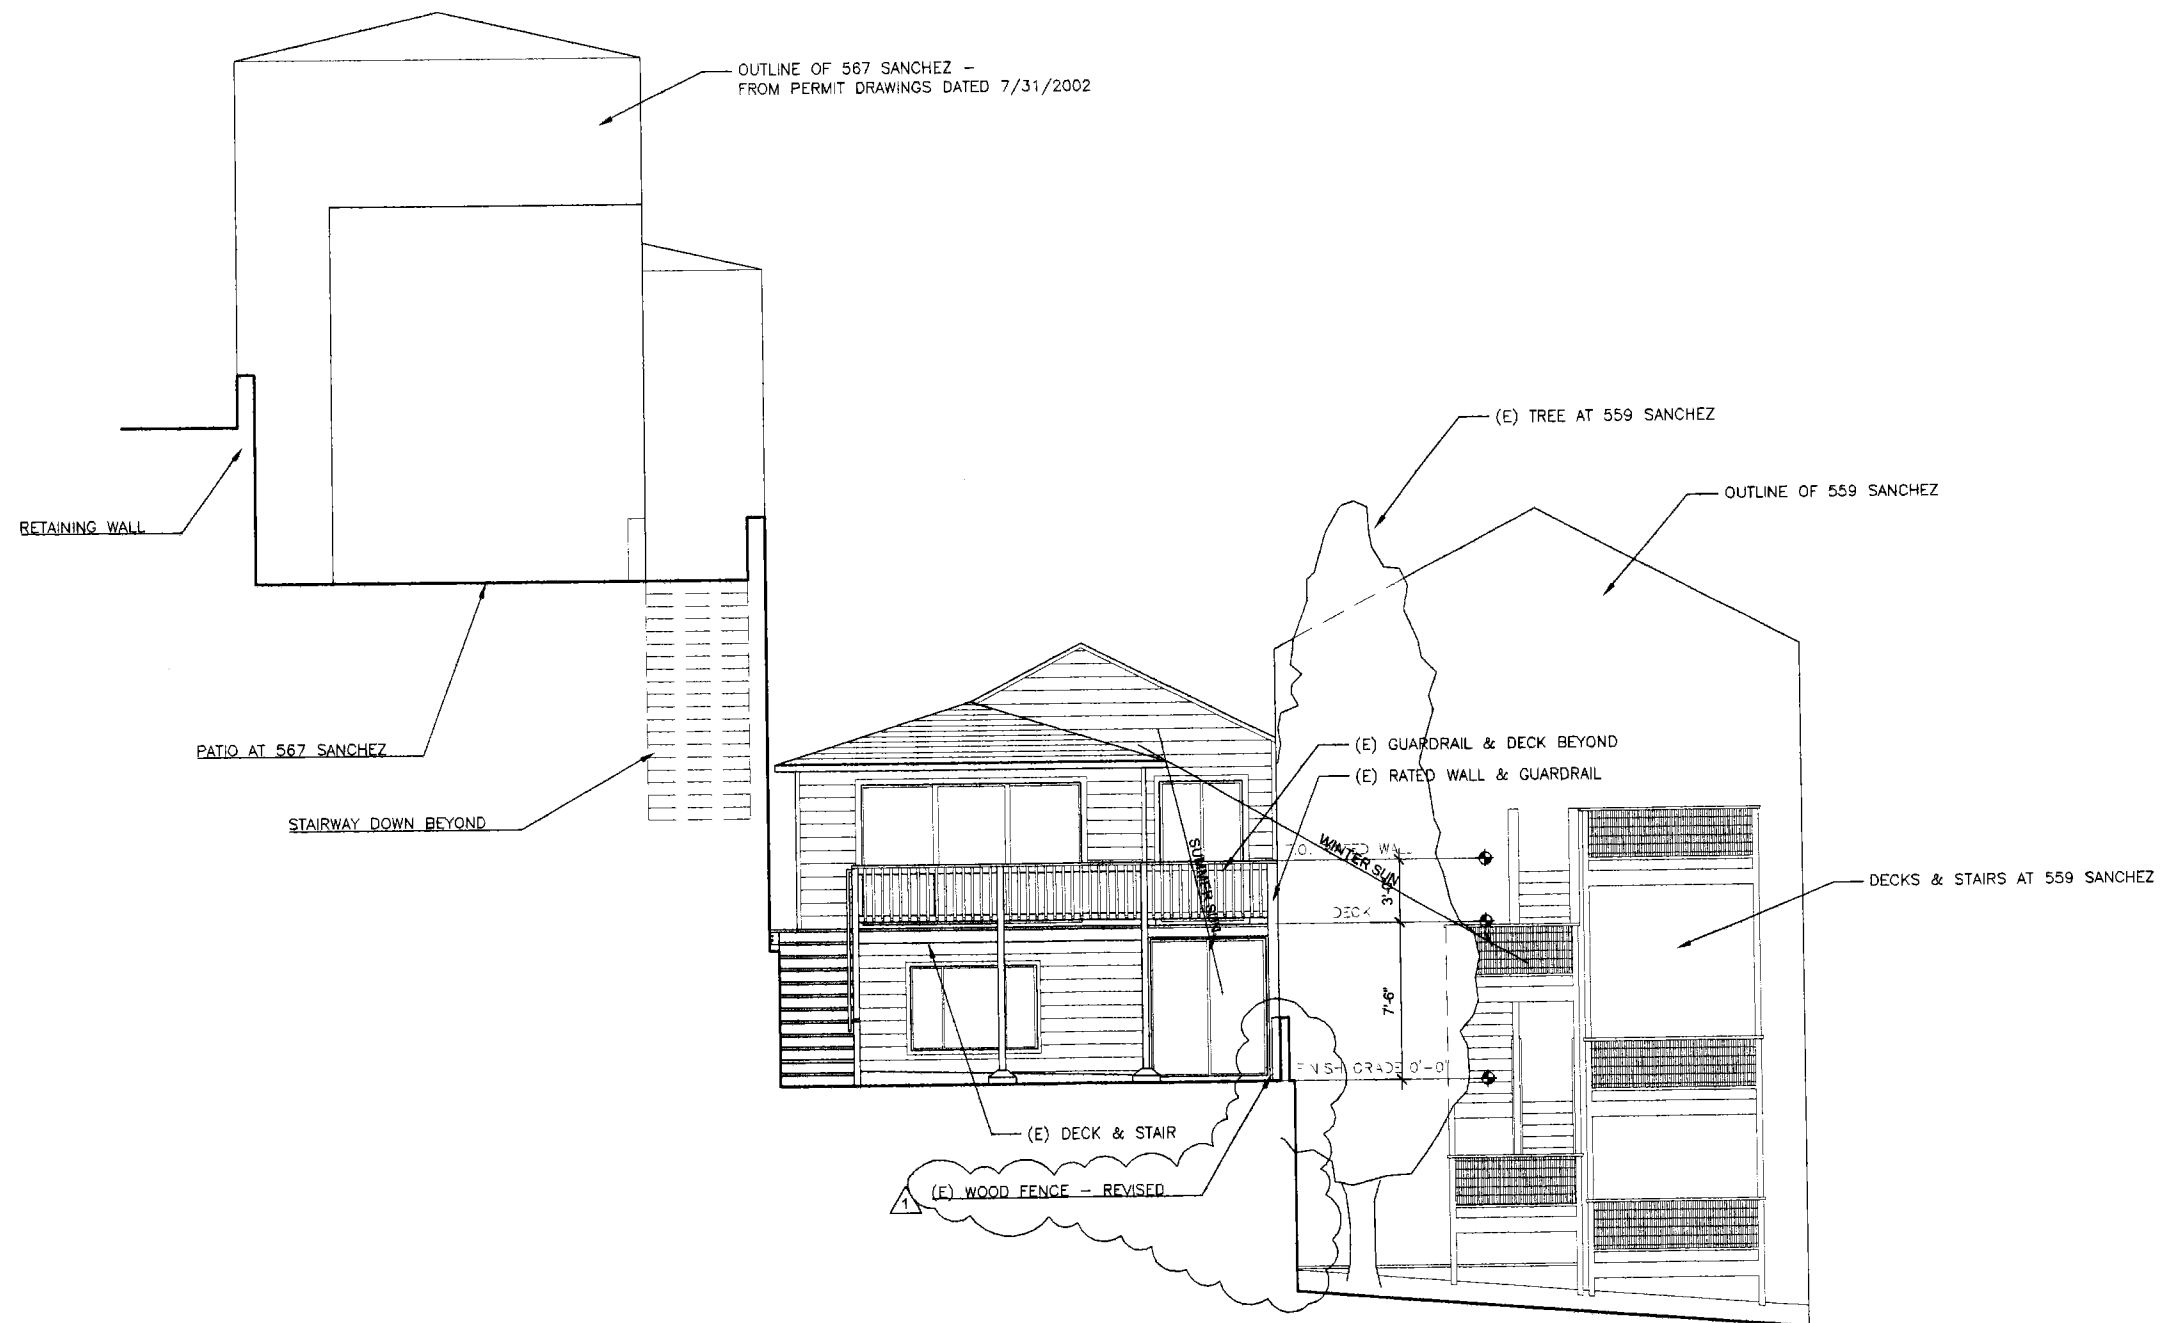 OUTLINE OF 567 SANCHEZ -
FROM PERMIT DRAWINGS DATED 7/31/2002
(E) TREE AT 559 SANCHEZ
OUTLINE OF 559 SANCHEZ
RETAINING WALL
PATIO AT 567 SANCHEZ
(E) GUARDRAIL & DECK BEYOND
(E) RATED WALL & GUARDRAIL
STAIRWAY DOWN BEYOND
SUMMER SUN
WINTER SUN
WALL
3'-0"
DECK
DECKS & STAIRS AT 559 SANCHEZ
7'-6"
FINISH GRADE 0'-0"
(E) DECK & STAIR
(E) WOOD FENCE - REVISED
1